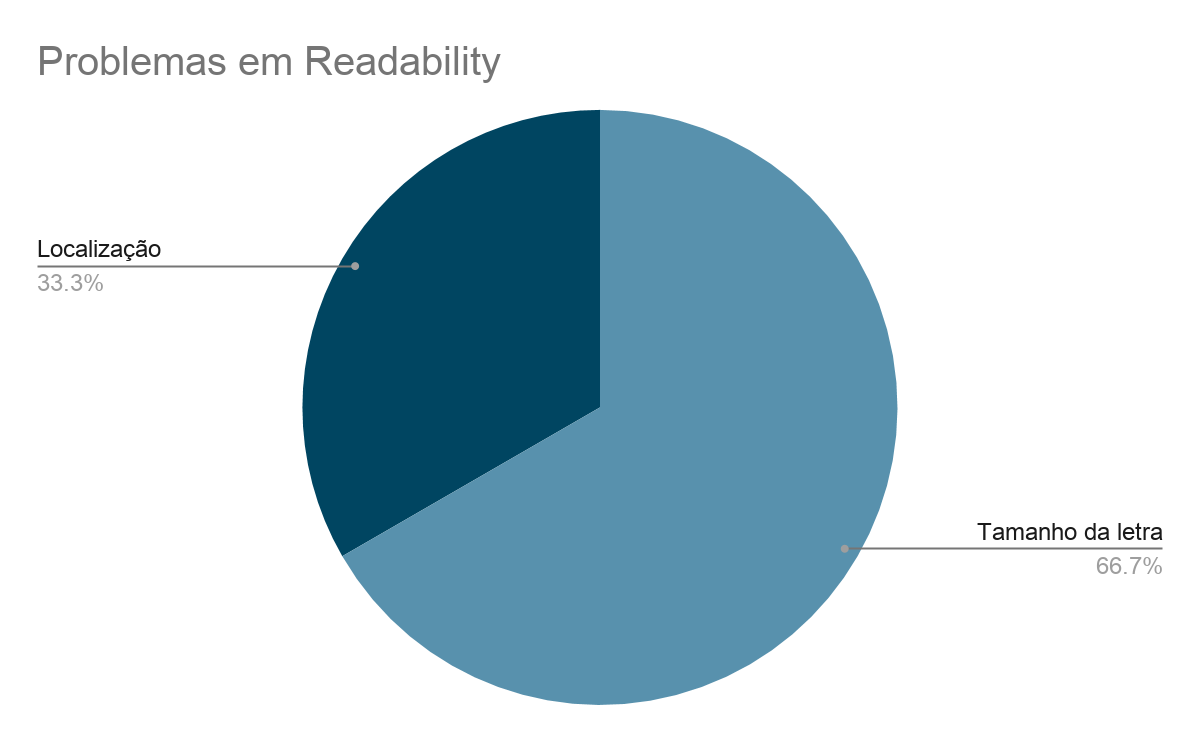 Problemas em Readability
Localização
33.3%
Tamanho da letra
66.7%